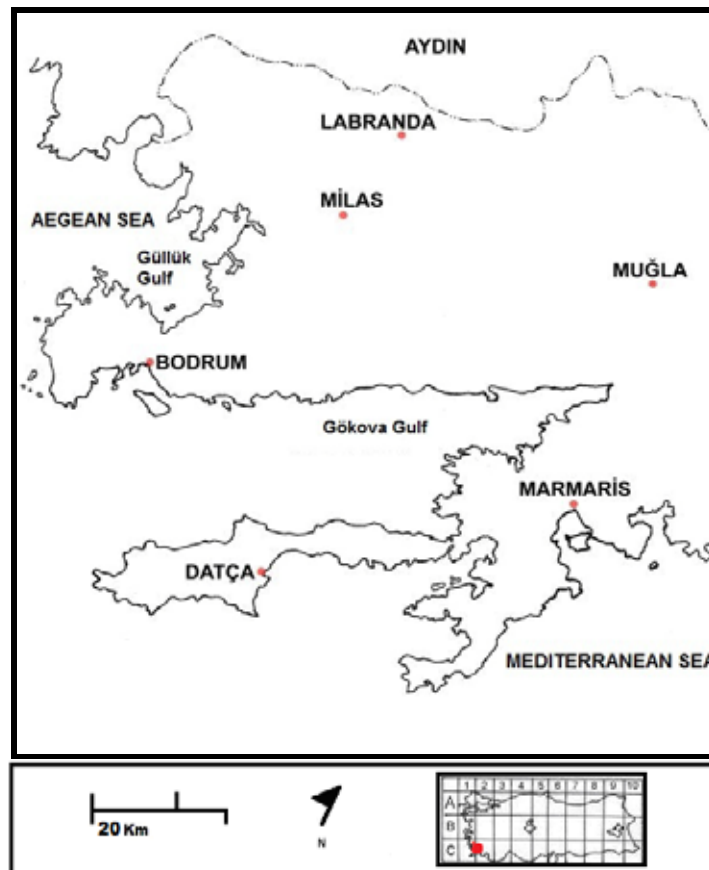 AYDIN
LABRANDA
MİLAS
AEGEAN SEA
Güllük
Gulf
MUĞLA
BODRUM
Gökova Gulf
MARMARİS
DATÇA
MEDITERRANEAN SEA
20 Km
N
1 2 3 4 5 6 7 8 9 10
A
B
C